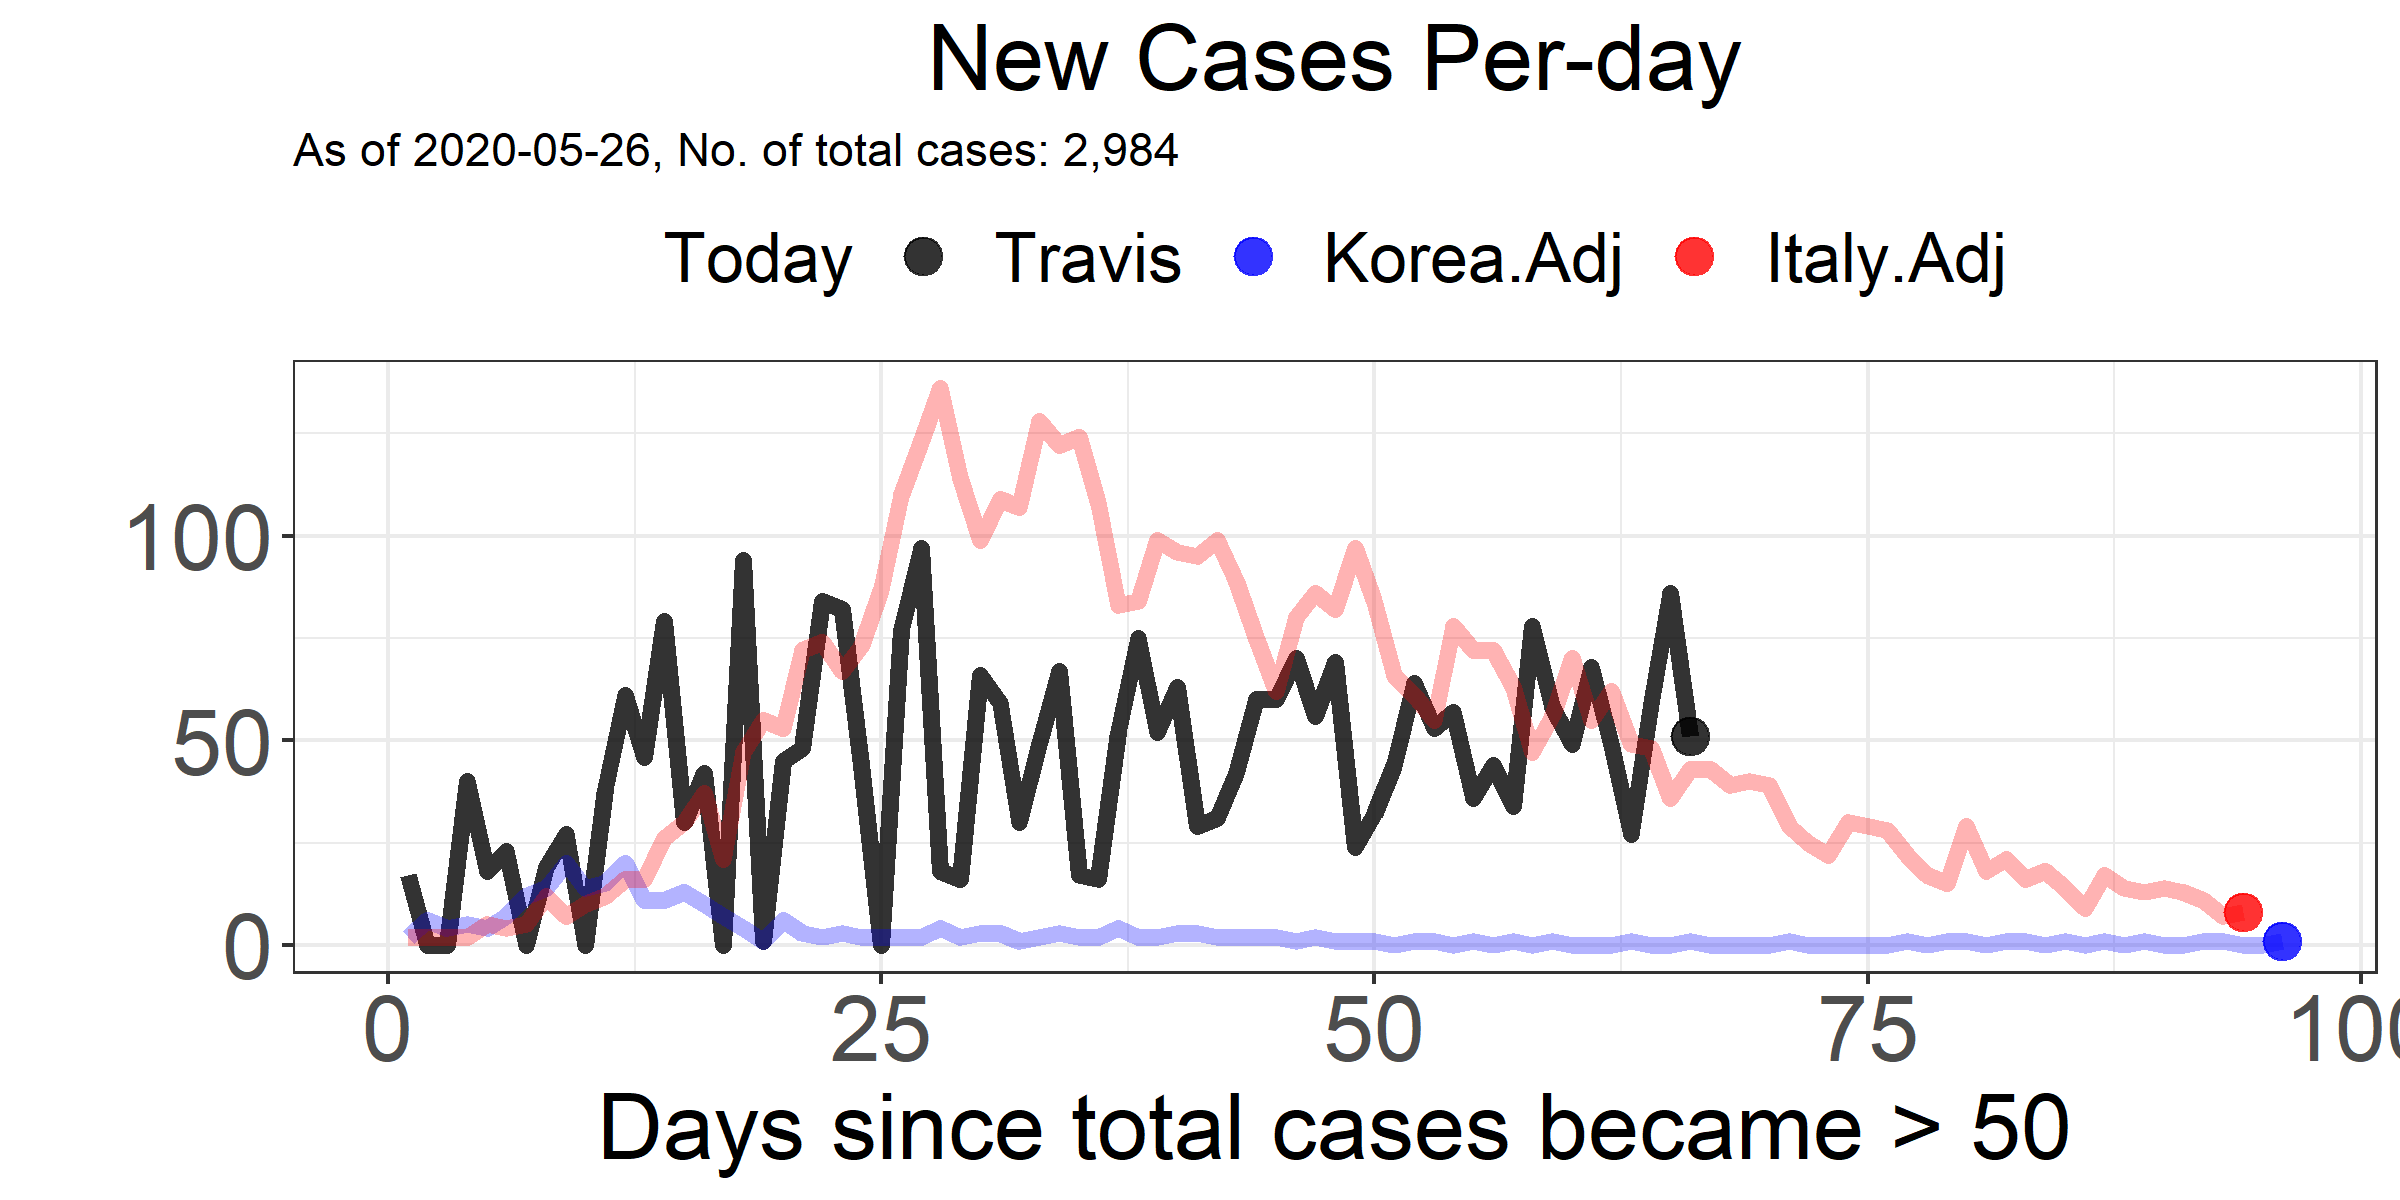 New Cases Per-day
As of 2020-05-26, No. of total cases: 2,984
Today Travis Korea.Adj Italy.Adj
100
50
0
0 25 50 75 100
Days since total cases became > 50